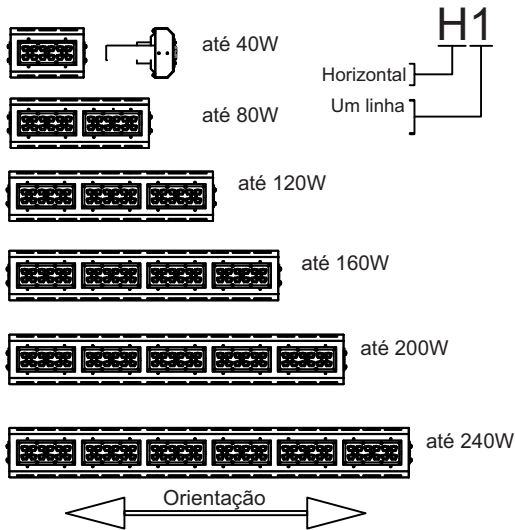 até 40W
H1
Horizontal
Um linha
até 80W
até 120W
até 160W
até 200W
até 240W
Orientação